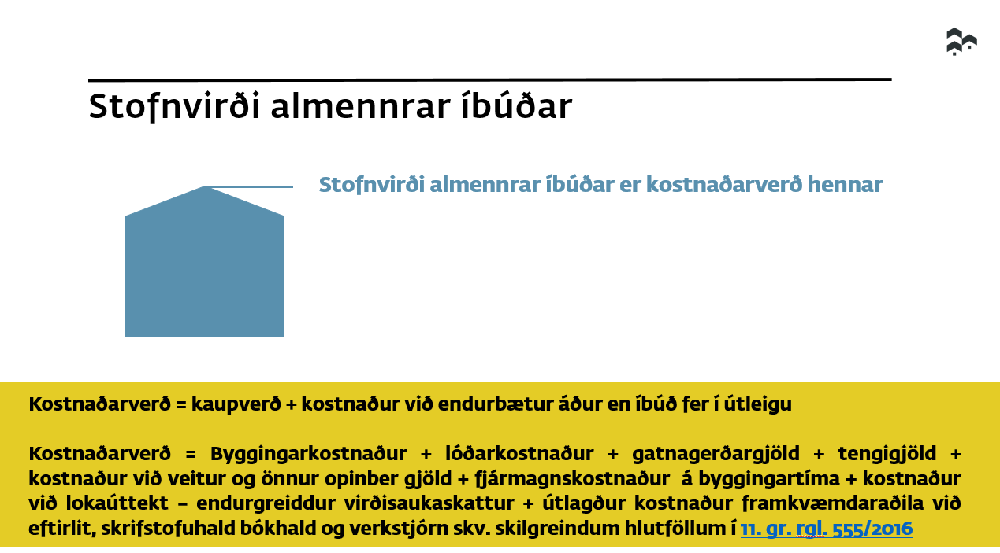 Stofnvirði almennrar íbúðar
Stofnvirði almennrar íbúðar er kostnaðarverð hennar
Kostnaðarverð = kaupverð + kostnaður við endurbætur áður en íbúð fer í útleigu
Kostnaðarverð = Byggingarkostnaður + lóðarkostnaður + gatnagerðargjöld + tengigjöld +
kostnaður við veitur og önnur opinber gjöld + fjármagnskostnaður á byggingartíma + kostnaður
við lokaúttekt – endurgreiddur virðisaukaskattur + útlagður kostnaður framkvæmdaraðila við
eftirlit, skrifstofuhald bókhald og verkstjórn skv. skilgreindum hlutföllum í 11. gr. rgl. 555/2016